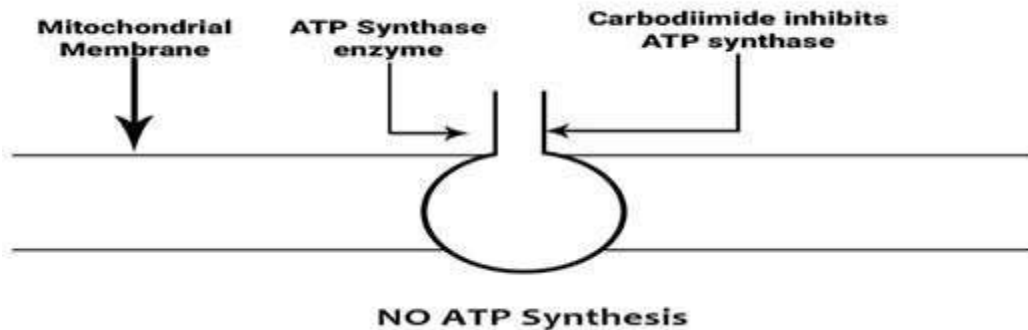 Mitochondrial
Membrane
ATP Synthase
enzyme
Carbodiimide inhibits
ATP synthase
NO ATP Synthesis